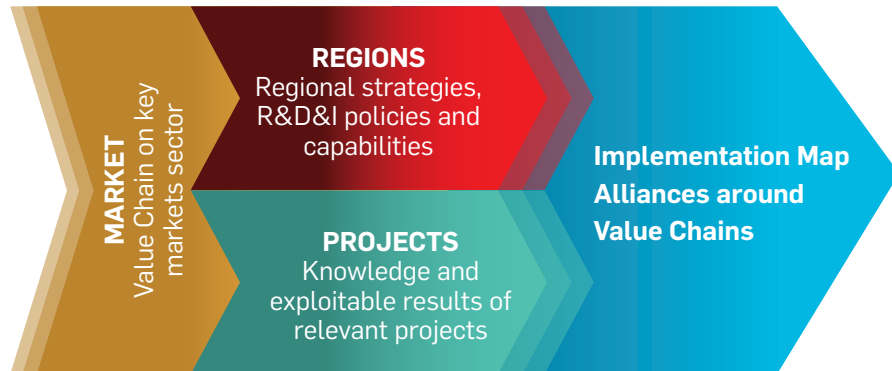 MARKET
Value Chain on key
markets sector
REGIONS
Regional strategies,
R&D&I policies and
capabilities
PROJECTS
Knowledge and
exploitable results of
relevant projects
Implementation Map
Alliances around
Value Chains